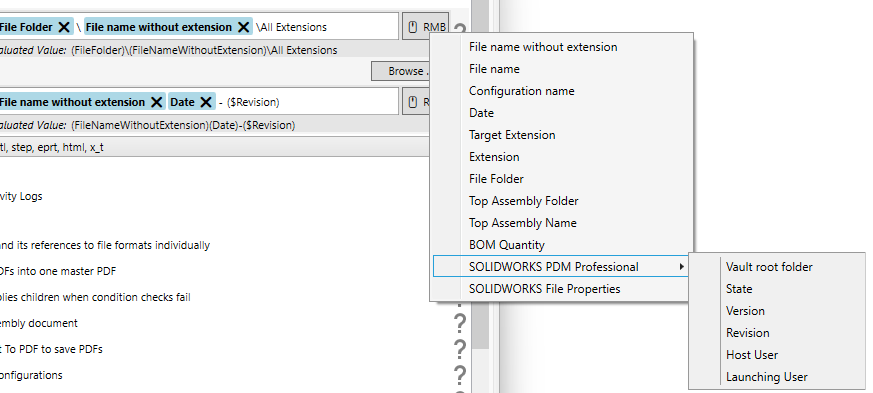 File Folder ✕ \ File name without extension ✕ \All Extensions
RMB
aluated Value: (FileFolder)\(FileNameWithoutExtension)\All Extensions
Browse .
File name without extension ✕ Date ✕ - ($Revision)
R
aluated Value: (FileNameWithoutExtension)(Date)-($Revision)
tl, step, eprt, html, x_t
vity Logs
nd its references to file formats individually
DFs into one master PDF
plies children when condition checks fail
embly document
t To PDF to save PDFs
onfigurations
?
?
?
?
?
File name without extension
File name
Configuration name
Date
Target Extension
Extension
File Folder
Top Assembly Folder
Top Assembly Name
BOM Quantity
SOLIDWORKS PDM Professional
SOLIDWORKS File Properties
Vault root folder
State
Version
Revision
Host User
Launching User